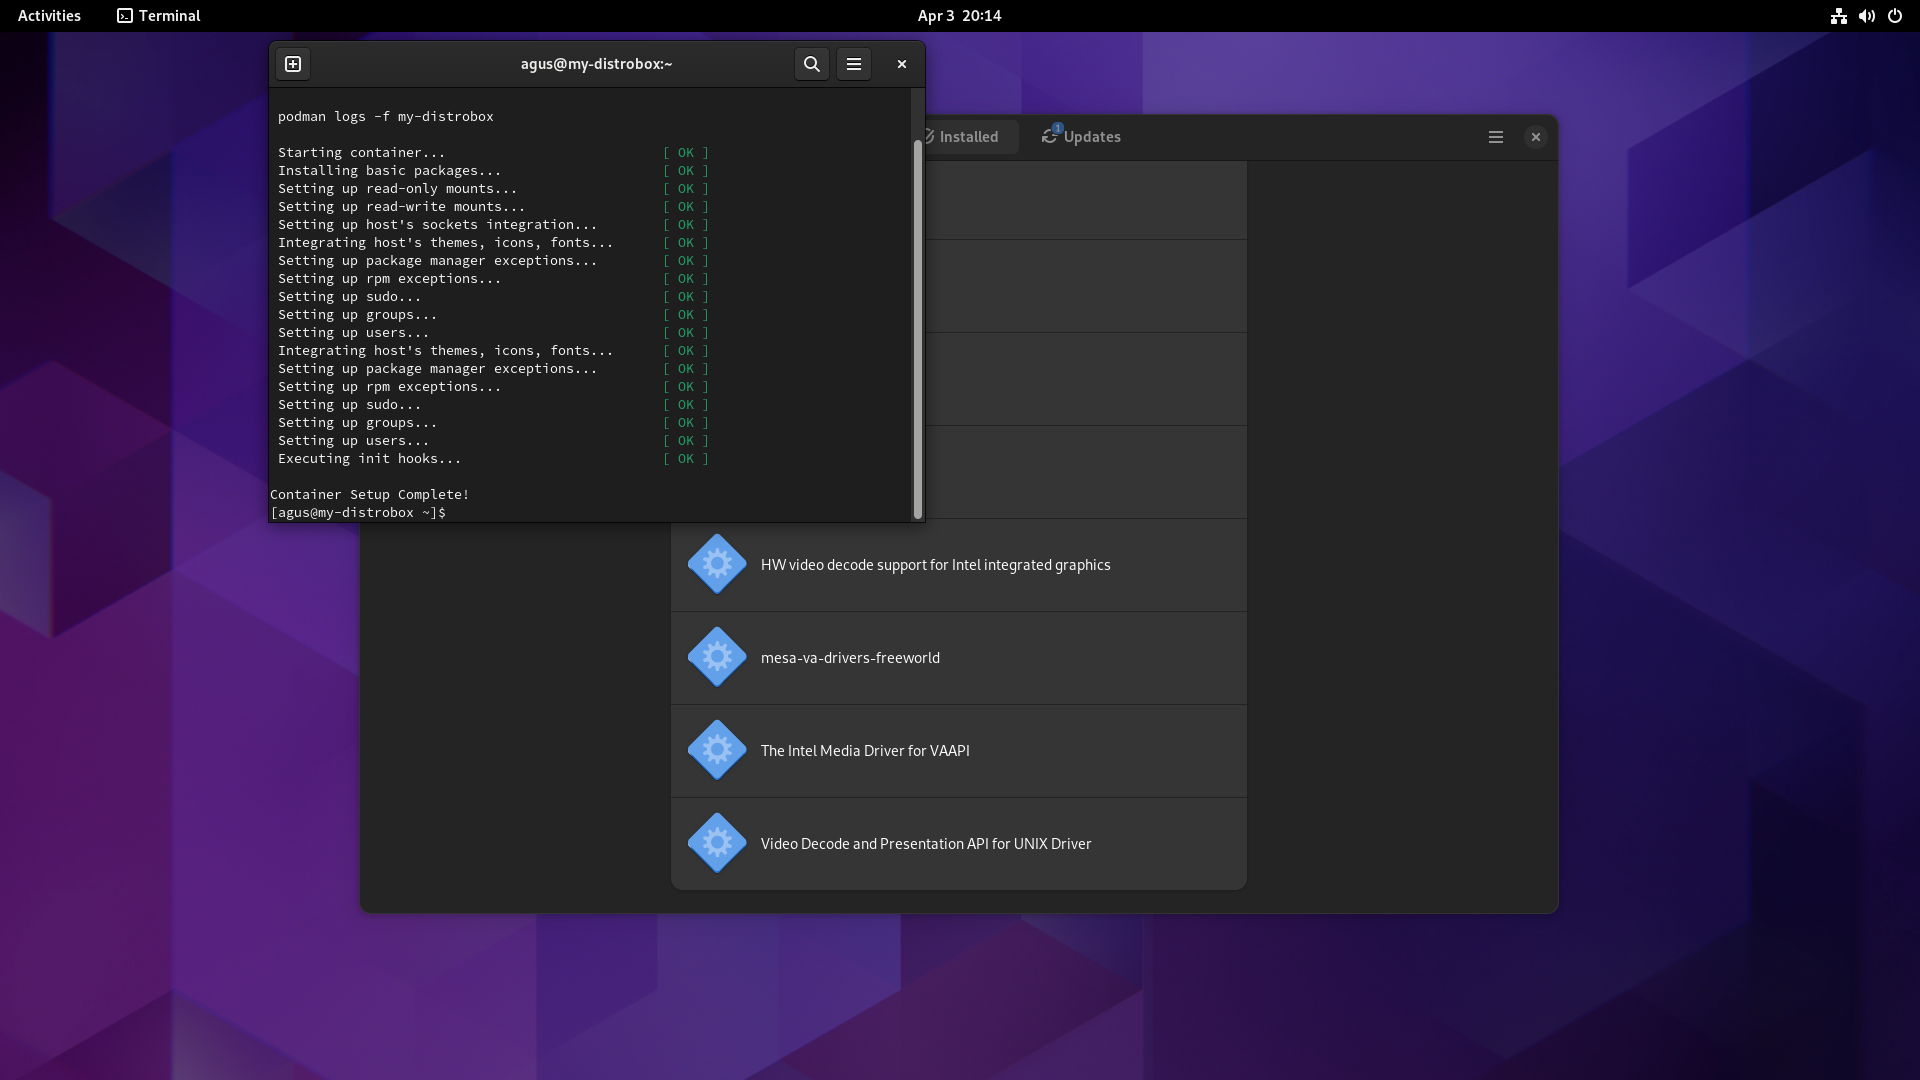 Activities
Terminal
Apr 3 20:14
agus@my-distrobox:~
podman logs -f my-distrobox
Starting container... [ OK ]
Installing basic packages... [ OK ]
Setting up read-only mounts... [ OK ]
Setting up read-write mounts... [ OK ]
Setting up host's sockets integration... [ OK ]
Integrating host's themes, icons, fonts... [ OK ]
Setting up package manager exceptions... [ OK ]
Setting up rpm exceptions... [ OK ]
Setting up sudo... [ OK ]
Setting up groups... [ OK ]
Setting up users... [ OK ]
Integrating host's themes, icons, fonts... [ OK ]
Setting up package manager exceptions... [ OK ]
Setting up rpm exceptions... [ OK ]
Setting up sudo... [ OK ]
Setting up groups... [ OK ]
Setting up users... [ OK ]
Executing init hooks... [ OK ]
Container Setup Complete!
[agus@my-distrobox ~]$
Installed
1
Updates
HW video decode support for Intel integrated graphics
mesa-va-drivers-freeworld
The Intel Media Driver for VAAPI
Video Decode and Presentation API for UNIX Driver